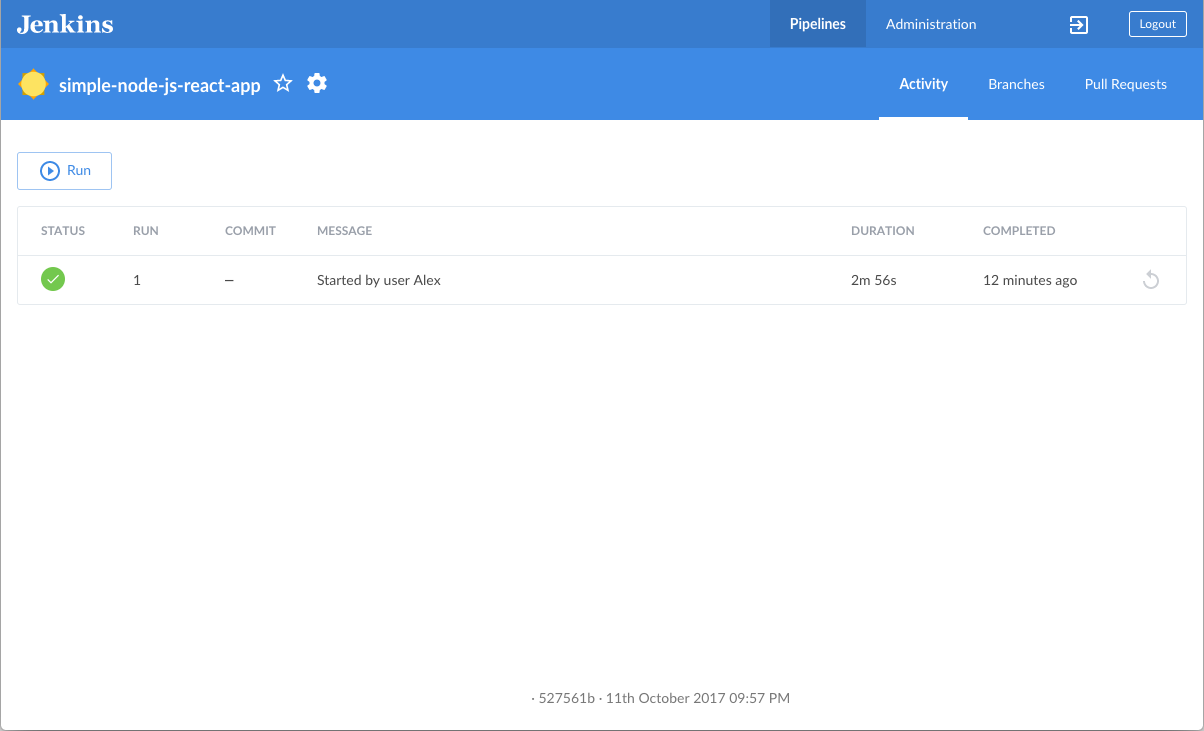 Jenkins Pipelines Administration Logout
simple-node-js-react-app Activity Branches Pull Requests
Run
STATUS RUN COMMIT MESSAGE DURATION COMPLETED
1 – Started by user Alex 2m 56s 12 minutes ago
· 527561b · 11th October 2017 09:57 PM